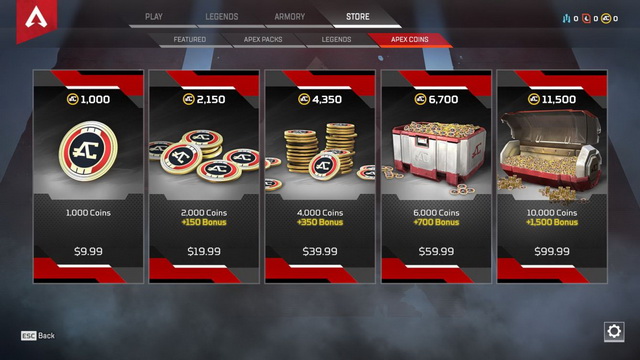 PLAY LEGENDS ARMORY STORE
0 0 0
FEATURED APEX PACKS LEGENDS APEX COINS
1,000
2,150
4,350
6,700
11,500
1,000 Coins
2,000 Coins
+150 Bonus
4,000 Coins
+350 Bonus
6,000 Coins
+700 Bonus
10,000 Coins
+1,500 Bonus
$9.99
$19.99
$39.99
$59.99
$99.99
ESC Back